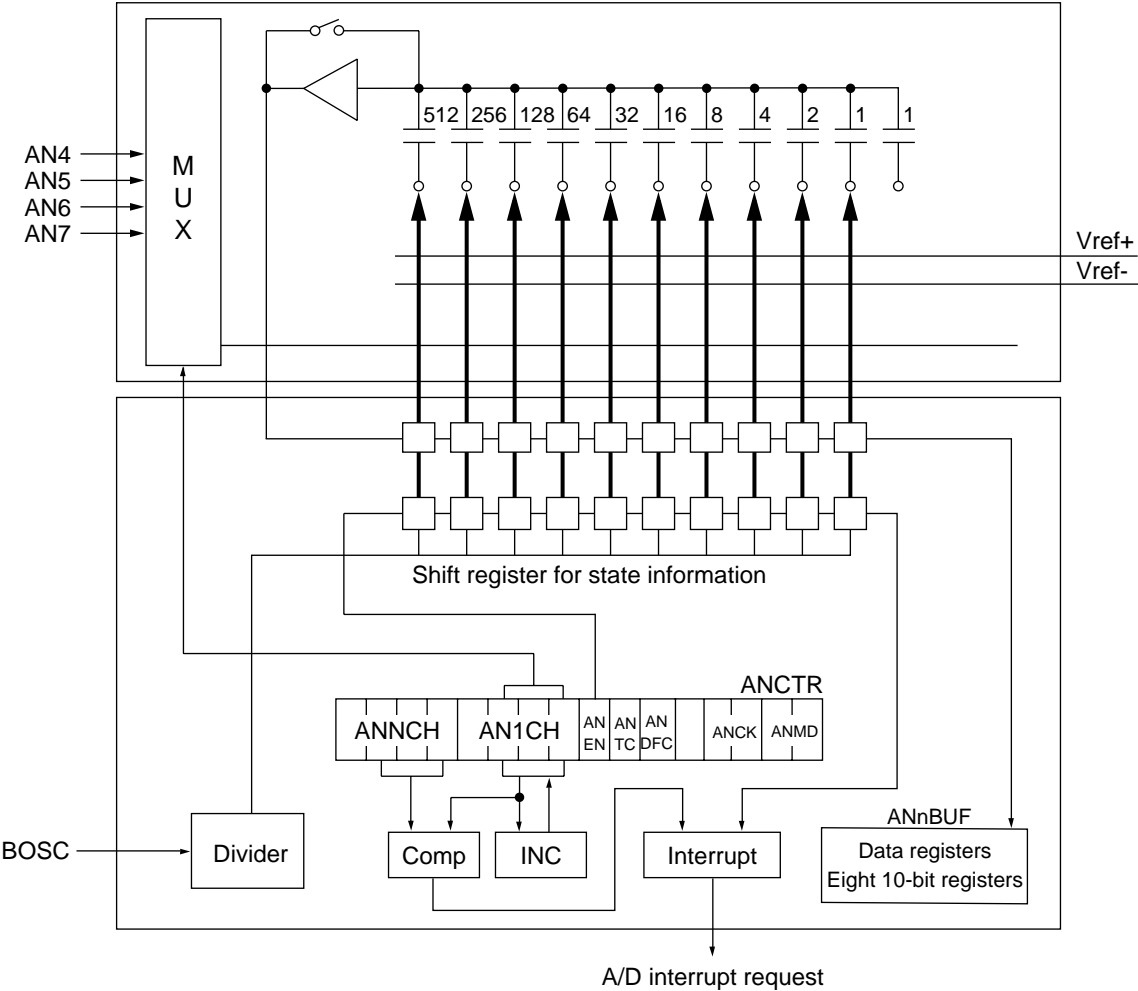 512 256 128 64 32 16 8 4 2 1 1
AN4
AN5
AN6
AN7
M
U
X
Vref+
Vref-
Shift register for state information
ANCTR
ANNCH AN1CH AN EN AN TC AN DFC ANCK ANMD
BOSC
Divider
Comp
INC
Interrupt
ANnBUF
Data registers
Eight 10-bit registers
A/D interrupt request